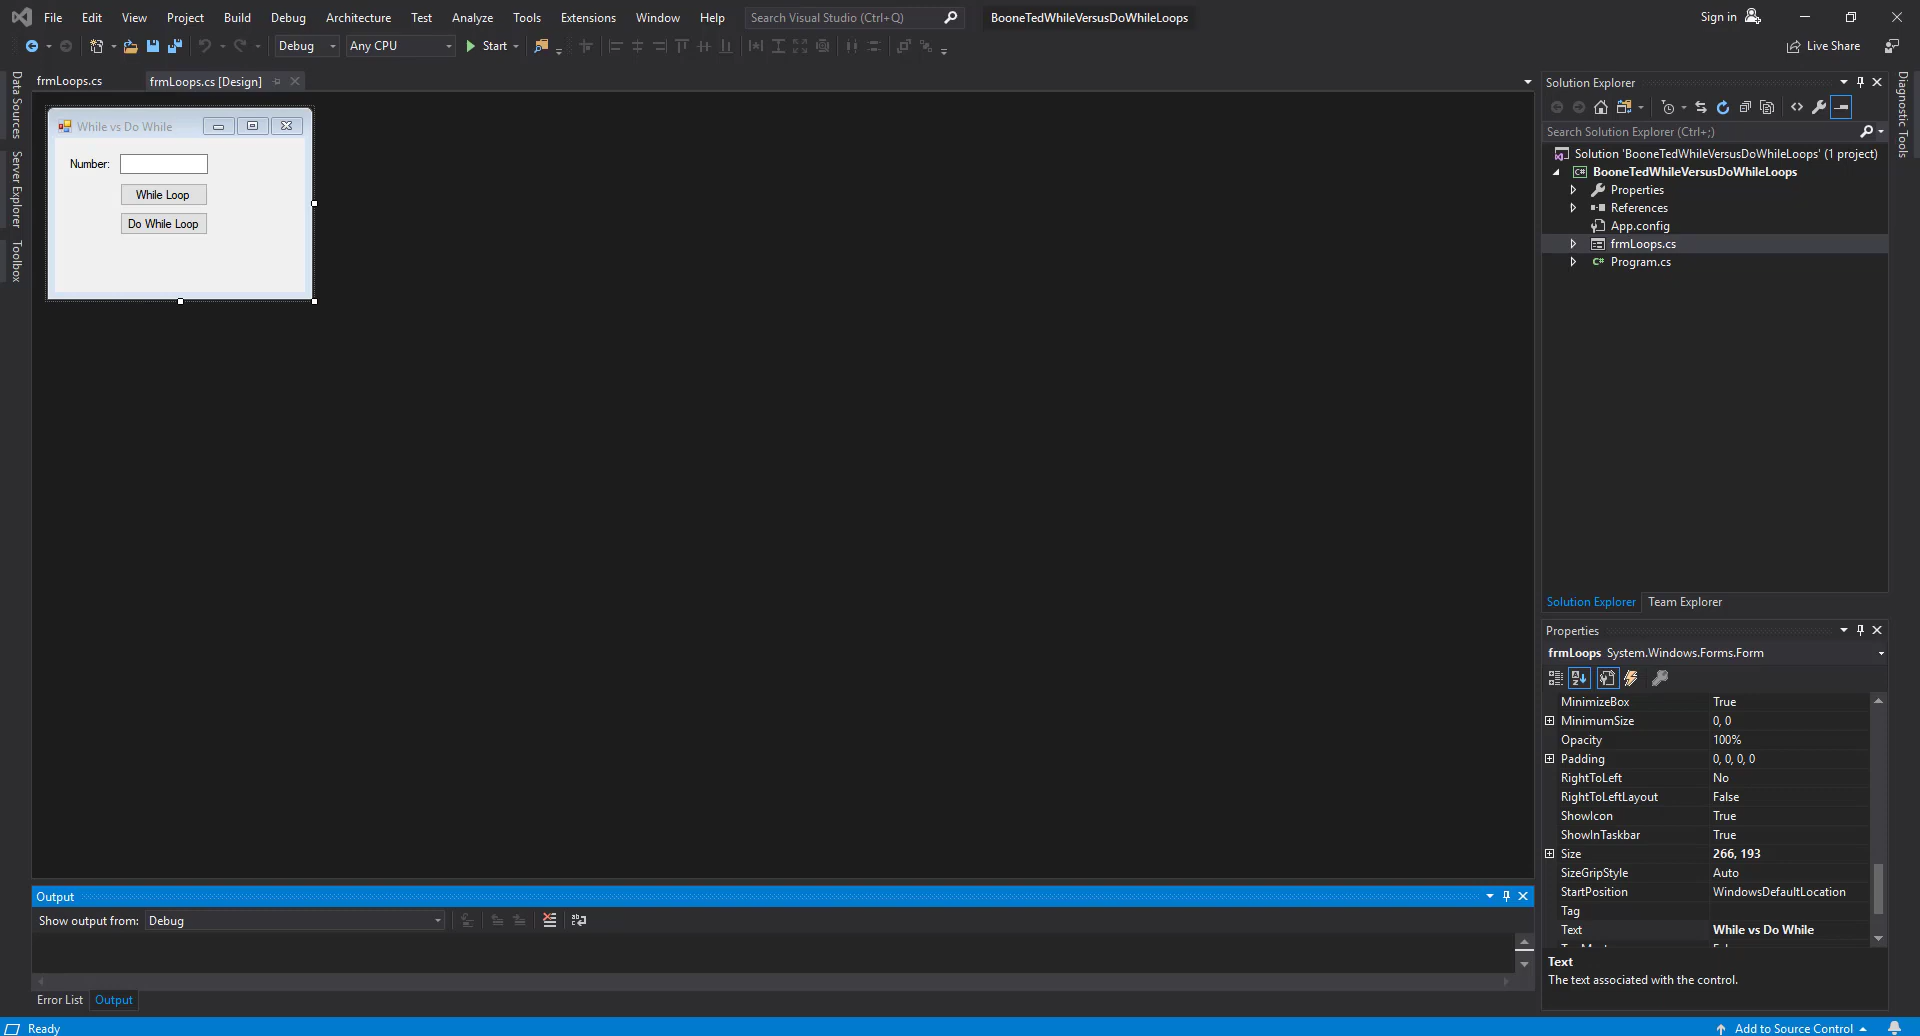 File Edit View Project Build Debug Architecture Test Analyze Tools Extensions Window Help Search Visual Studio (Ctrl+Q) BooneTedWhileVersusDoWhileLoops Sign in
Debug Any CPU Start Live Share
frmLoops.cs frmLoops.cs [Design]
Data Sources
Server Explorer
Toolbox
While vs Do While
Number:
While Loop
Do While Loop
Solution Explorer
Search Solution Explorer (Ctrl+;)
Solution 'BooneTedWhileVersusDoWhileLoops' (1 project)
BooneTedWhileVersusDoWhileLoops
Properties
References
App.config
frmLoops.cs
Program.cs
Solution Explorer Team Explorer
Diagnostic Tools
Properties
frmLoops System.Windows.Forms.Form
MinimizeBox True
MinimumSize 0, 0
Opacity 100%
Padding 0, 0, 0, 0
RightToLeft No
RightToLeftLayout False
ShowIcon True
ShowInTaskbar True
Size 266, 193
SizeGripStyle Auto
StartPosition WindowsDefaultLocation
Tag
Text While vs Do While
Text
The text associated with the control.
Output
Show output from: Debug
Error List Output
Ready Add to Source Control